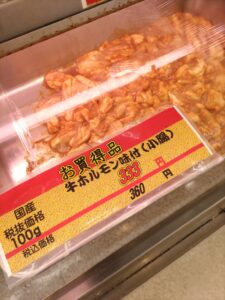 お買得品
牛ホルモン味付(小腸)
国産
税抜価格 333 円
100g
税込価格 360 円